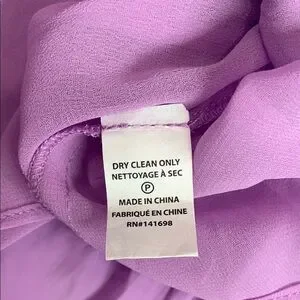 DRY CLEAN ONLY
NETTOYAGE À SEC
P
MADE IN CHINA
FABRIQUÉ EN CHINE
RN#141698